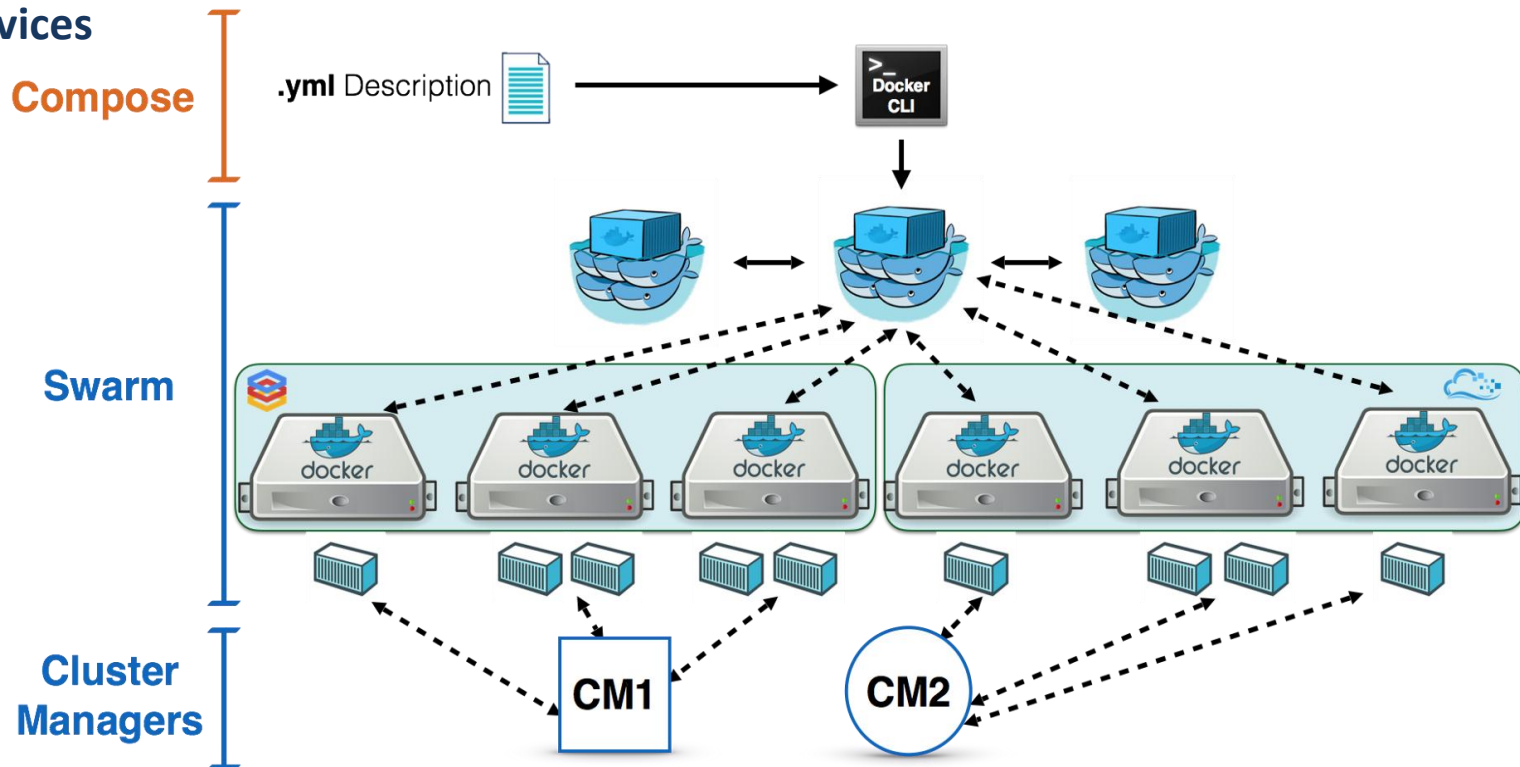 vices
Compose
.yml Description
>_
Docker
CLI
Swarm
docker
docker
docker
docker
docker
docker
Cluster
Managers
CM1
CM2